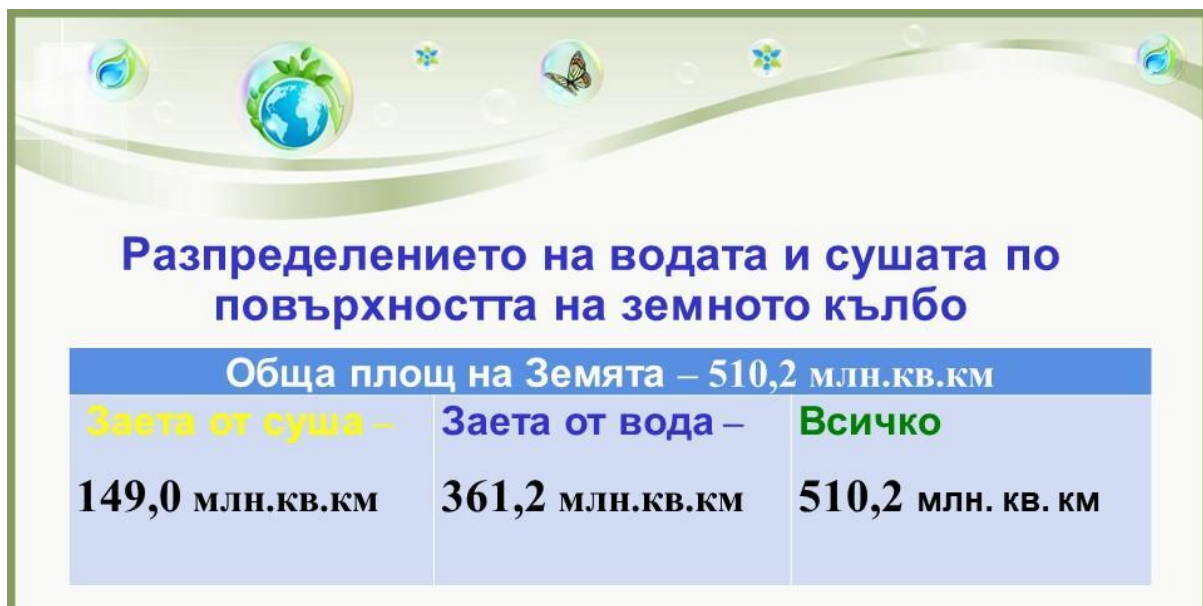 Разпределението на водата и сушата по
повърхността на земното кълбо
Обща площ на Земята – 510,2 млн.кв.км
Заета от суша –
149,0 млн.кв.км
Заета от вода –
361,2 млн.кв.км
Всичко
510,2 млн. кв. км